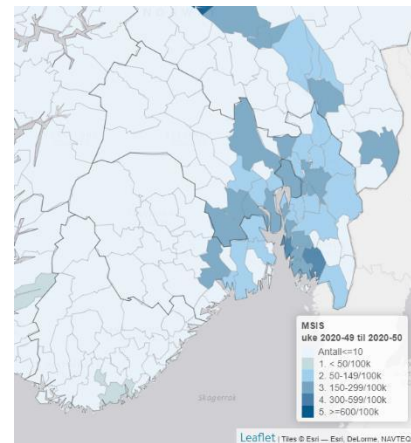 Skagerrak
MSIS
uke 2020-49 til 2020-50
Antall<=10
1. < 50/100k
2. 50-149/100k
3. 150-299/100k
4. 300-599/100k
5. >=600/100k
Leaflet | Tiles © Esri — Esri, DeLorme, NAVTEQ